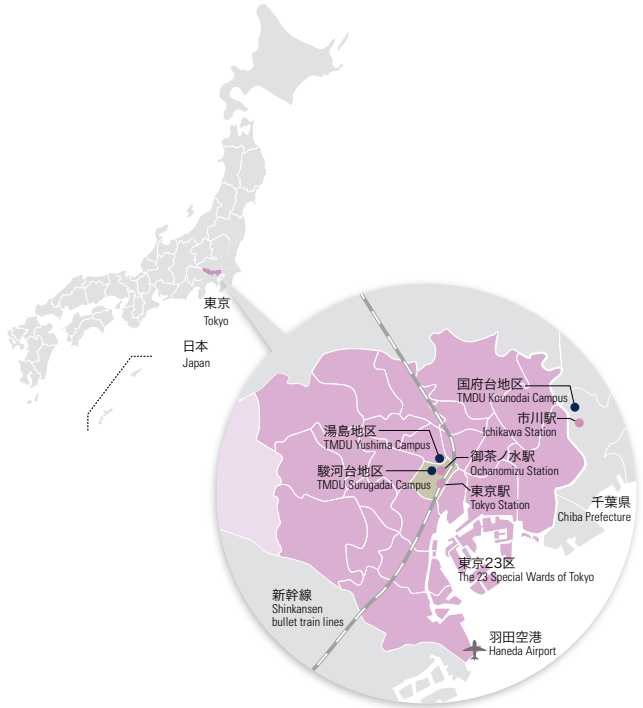 東京
Tokyo
日本
Japan
国府台地区
TMDU Kounodai Campus
市川駅
Ichikawa Station
湯島地区
TMDU Yushima Campus
御茶ノ水駅
Ochanomizu Station
駿河台地区
TMDU Surugadai Campus
東京駅
Tokyo Station
千葉県
Chiba Prefecture
東京23区
The 23 Special Wards of Tokyo
新幹線
Shinkansen
bullet train lines
羽田空港
Haneda Airport